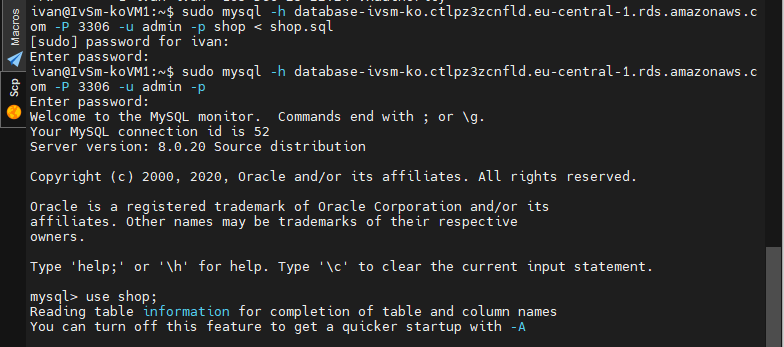 Macros
Scp
ivan@IvSm-koVM1:~$ sudo mysql -h database-ivsm-ko.ctlpz3zcnfld.eu-central-1.rds.amazonaws.c
om -P 3306 -u admin -p shop < shop.sql
[sudo] password for ivan:
Enter password:
ivan@IvSm-koVM1:~$ sudo mysql -h database-ivsm-ko.ctlpz3zcnfld.eu-central-1.rds.amazonaws.c
om -P 3306 -u admin -p
Enter password:
Welcome to the MySQL monitor.  Commands end with ; or \g.
Your MySQL connection id is 52
Server version: 8.0.20 Source distribution
Copyright (c) 2000, 2020, Oracle and/or its affiliates. All rights reserved.
Oracle is a registered trademark of Oracle Corporation and/or its
affiliates. Other names may be trademarks of their respective
owners.
Type 'help;' or '\h' for help. Type '\c' to clear the current input statement.
mysql> use shop;
Reading table information for completion of table and column names
You can turn off this feature to get a quicker startup with -A